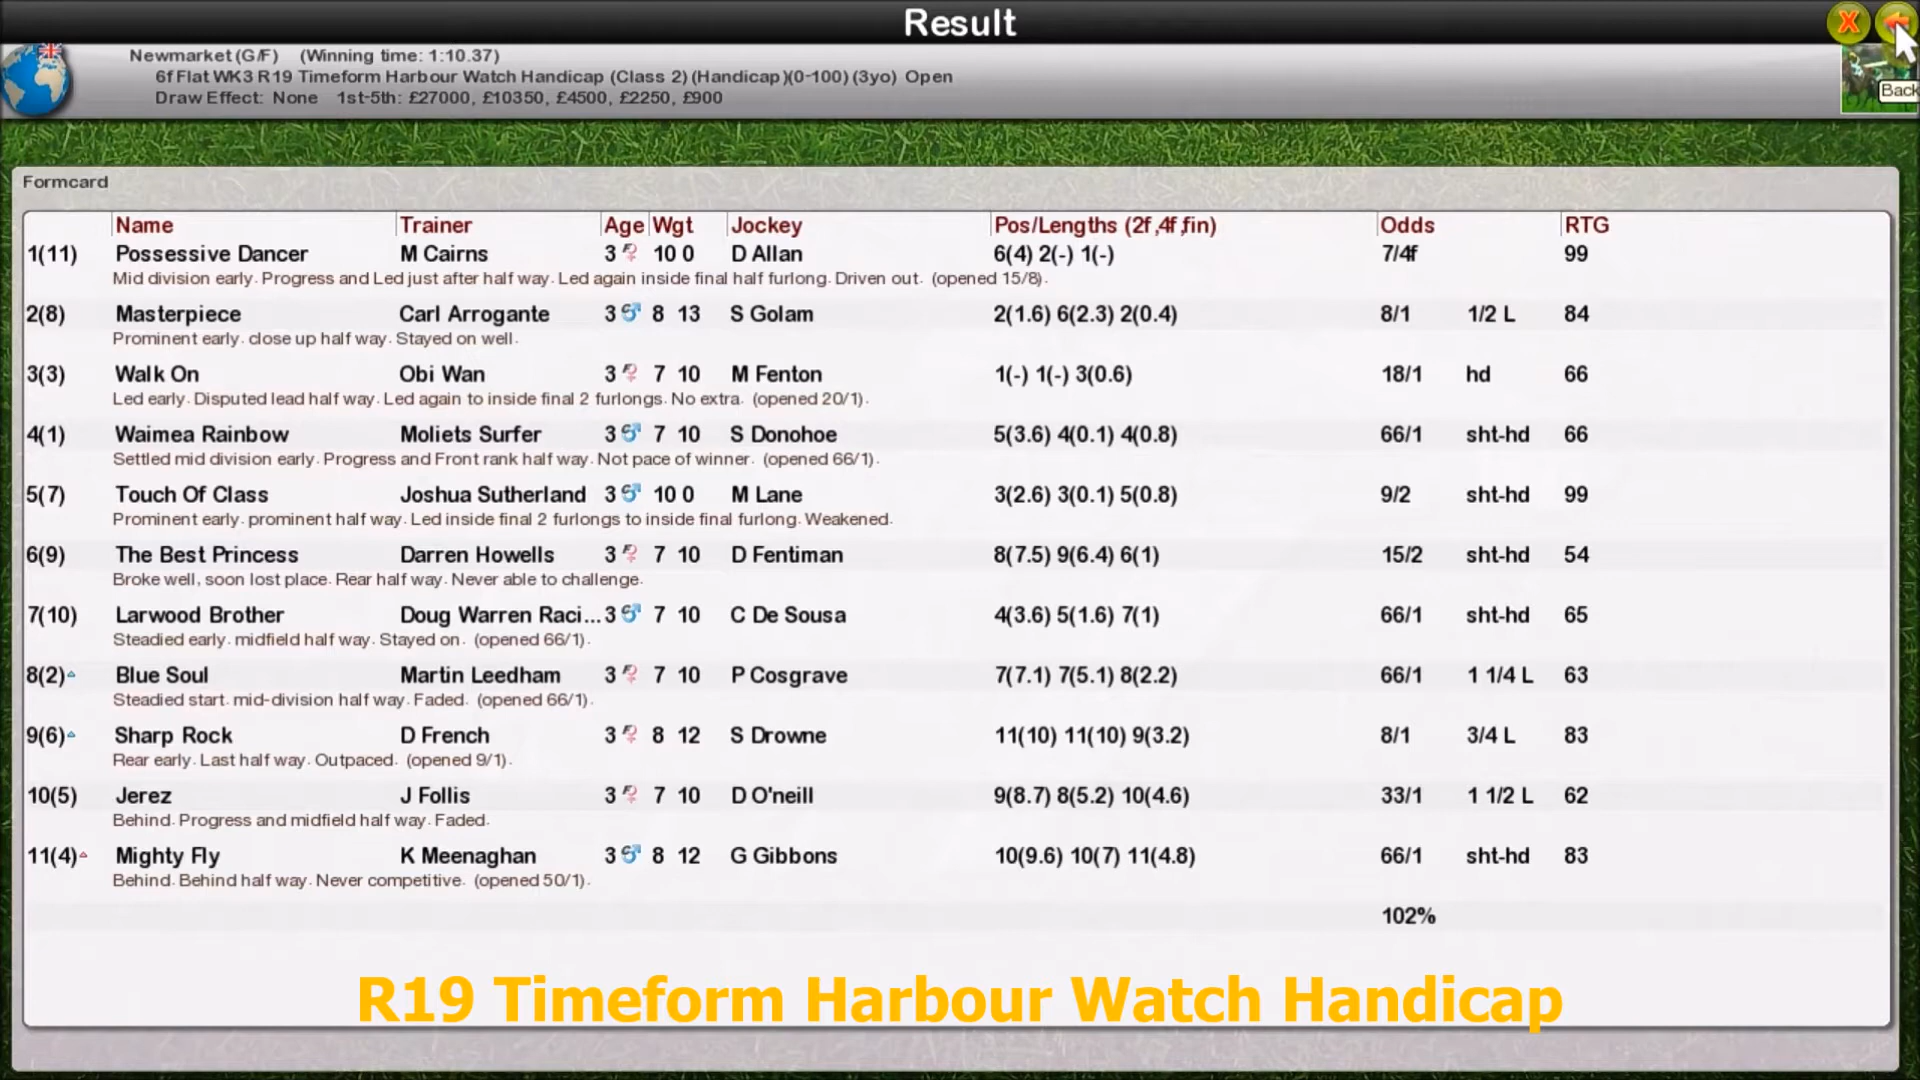 Result
Newmarket (G/F) (Winning time: 1:10.37)
6f Flat WK3 R19 Timeform Harbour Watch Handicap (Class 2) (Handicap)(0-100) (3yo) Open
Draw Effect: None 1st-5th: £27000, £10350, £4500, £2250, £900
Back
Formcard
Name Trainer Age Wgt Jockey Pos/Lengths (2f,4f,fin) Odds RTG
1(11) Possessive Dancer M Cairns 3 10 0 D Allan 6(4) 2(-) 1(-) 7/4f 99
Mid division early. Progress and Led just after half way. Led again inside final half furlong. Driven out. (opened 15/8).
2(8) Masterpiece Carl Arrogante 3 8 13 S Golam 2(1.6) 6(2.3) 2(0.4) 8/1 1/2 L 84
Prominent early. close up half way. Stayed on well.
3(3) Walk On Obi Wan 3 7 10 M Fenton 1(-) 1(-) 3(0.6) 18/1 hd 66
Led early. Disputed lead half way. Led again to inside final 2 furlongs. No extra. (opened 20/1).
4(1) Waimea Rainbow Moliets Surfer 3 7 10 S Donohoe 5(3.6) 4(0.1) 4(0.8) 66/1 sht-hd 66
Settled mid division early. Progress and Front rank half way. Not pace of winner. (opened 66/1).
5(7) Touch Of Class Joshua Sutherland 3 10 0 M Lane 3(2.6) 3(0.1) 5(0.8) 9/2 sht-hd 99
Prominent early. prominent half way. Led inside final 2 furlongs to inside final furlong. Weakened.
6(9) The Best Princess Darren Howells 3 7 10 D Fentiman 8(7.5) 9(6.4) 6(1) 15/2 sht-hd 54
Broke well, soon lost place. Rear half way. Never able to challenge.
7(10) Larwood Brother Doug Warren Raci... 3 7 10 C De Sousa 4(3.6) 5(1.6) 7(1) 66/1 sht-hd 65
Steadied early. midfield half way. Stayed on. (opened 66/1).
8(2) Blue Soul Martin Leedham 3 7 10 P Cosgrave 7(7.1) 7(5.1) 8(2.2) 66/1 1 1/4 L 63
Steadied start. mid-division half way. Faded. (opened 66/1).
9(6) Sharp Rock D French 3 8 12 S Drowne 11(10) 11(10) 9(3.2) 8/1 3/4 L 83
Rear early. Last half way. Outpaced. (opened 9/1).
10(5) Jerez J Follis 3 7 10 D O'neill 9(8.7) 8(5.2) 10(4.6) 33/1 1 1/2 L 62
Behind. Progress and midfield half way. Faded.
11(4) Mighty Fly K Meenaghan 3 8 12 G Gibbons 10(9.6) 10(7) 11(4.8) 66/1 sht-hd 83
Behind. Behind half way. Never competitive. (opened 50/1).
102%
R19 Timeform Harbour Watch Handicap